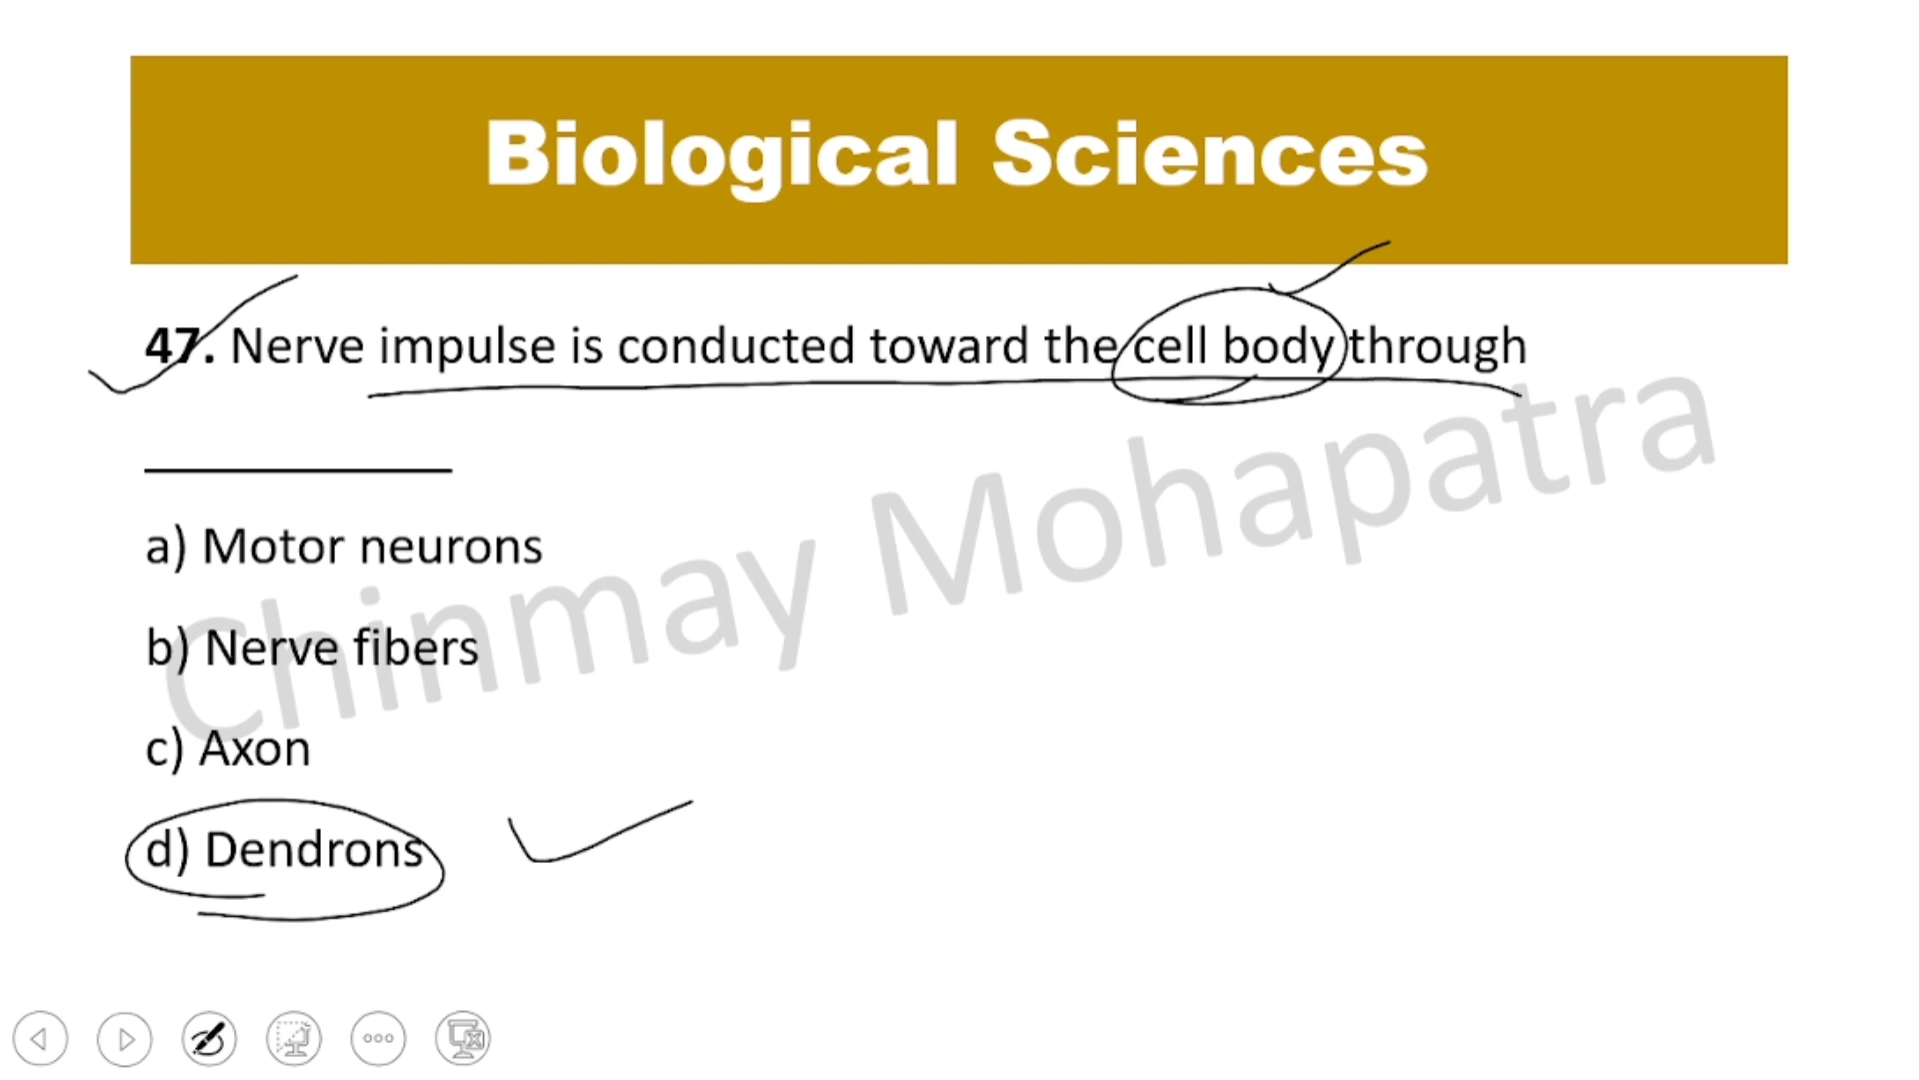 Biological Sciences
47. Nerve impulse is conducted toward the cell body through
____________
a) Motor neurons
b) Nerve fibers
c) Axon
d) Dendrons
Chinmay Mohapatra